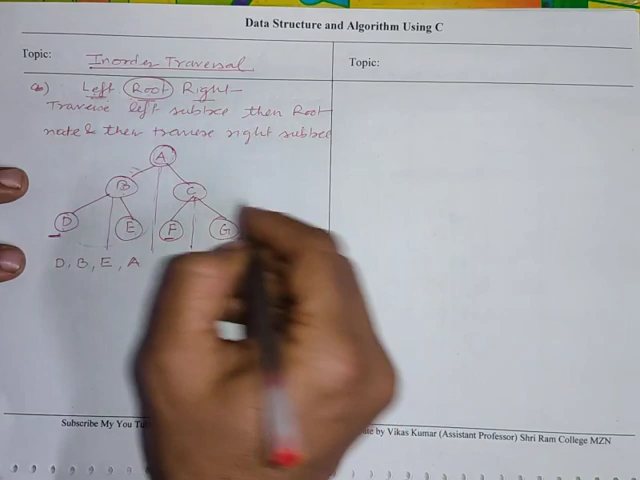 Data Structure and Algorithm Using C
Topic: Inorder Traversal
Topic:
Left Root Right
Traverse left subtree then Root
node & then traverse right subtree
A
B C
D E F G
D, B, E, A
Subscribe My You
by Vikas Kumar (Assistant Professor) Shri Ram College MZN